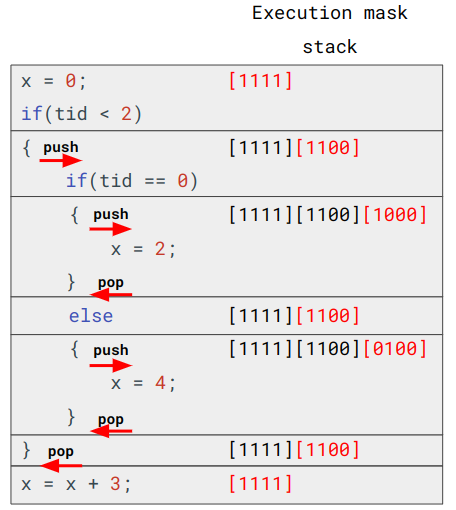 Execution mask
stack
x = 0; [1111]
if(tid < 2)
{ push [1111][1100]
if(tid == 0)
{ push [1111][1100][1000]
x = 2;
} pop
else [1111][1100]
{ push [1111][1100][0100]
x = 4;
} pop
} pop [1111][1100]
x = x + 3; [1111]